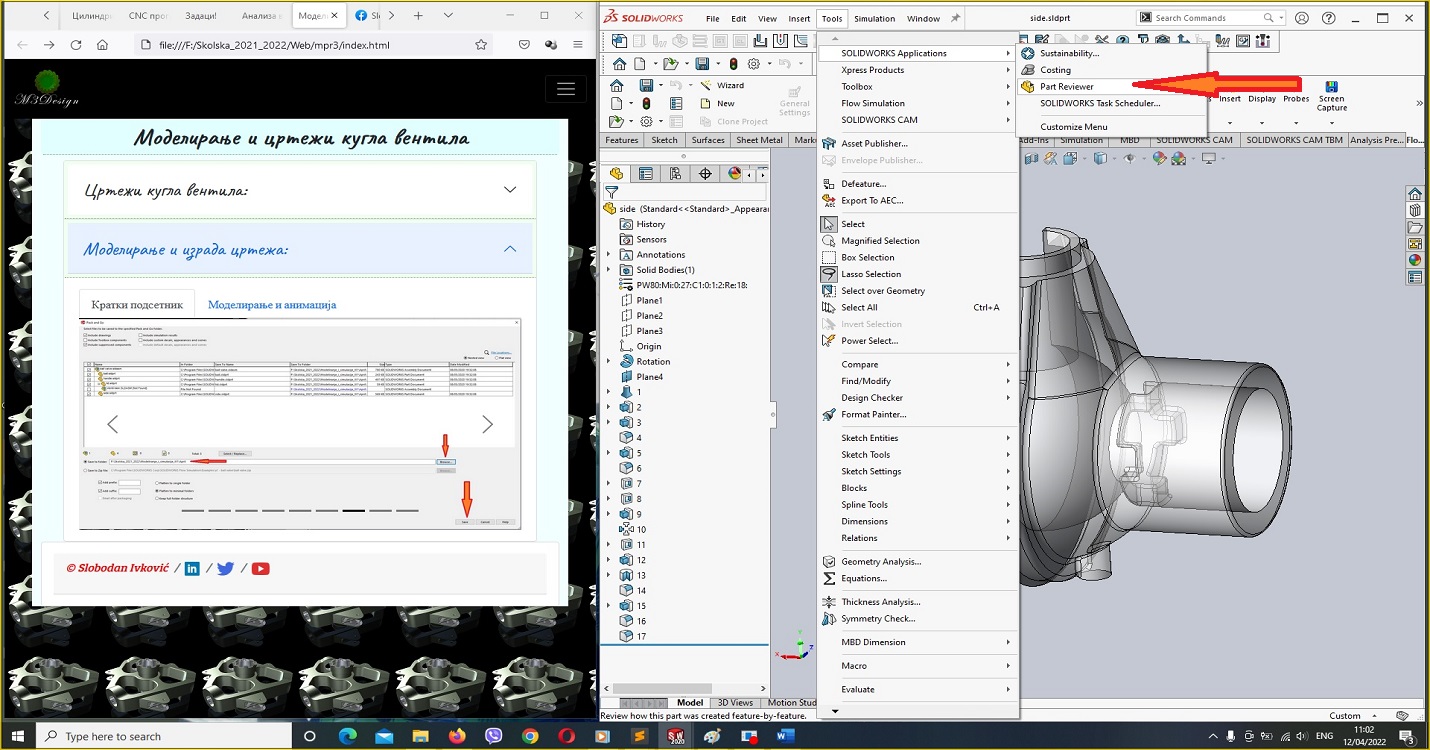 Цилиндр
CNC прог
Задаци!
Анализа в
Модел
Sl
file:///F:/Skolska_2021_2022/Web/mpr3/index.html
M3Design
Моделирање и цртежи кугла вентила
Цртежи кугла вентила:
Моделирање и израда цртежа:
Кратки подсетник
Моделирање и анимација
© Slobodan Ivković / / /
SOLIDWORKS
File
Edit
View
Insert
Tools
Simulation
Window
side.sldprt
Search Commands
Wizard
New
Clone Project
General
Settings
Insert
Display
Probes
Screen
Capture
Features
Sketch
Surfaces
Sheet Metal
Mark
Add-Ins
Simulation
MBD
SOLIDWORKS CAM
SOLIDWORKS CAM TBM
Analysis Pre...
Flo...
side (Standard<<Standard>_Appearan
History
Sensors
Annotations
Solid Bodies(1)
PW80:Mi:0:27:C1:0:1:2:Re:18:
Plane1
Plane2
Plane3
Origin
Rotation
Plane4
1
2
3
4
5
6
7
8
9
10
11
12
13
14
15
16
17
SOLIDWORKS Applications
Xpress Products
Toolbox
Flow Simulation
SOLIDWORKS CAM
Asset Publisher...
Envelope Publisher...
Defeature...
Export To AEC...
Select
Magnified Selection
Box Selection
Lasso Selection
Select over Geometry
Select All Ctrl+A
Invert Selection
Power Select...
Compare
Find/Modify
Design Checker
Format Painter...
Sketch Entities
Sketch Tools
Sketch Settings
Blocks
Spline Tools
Dimensions
Relations
Geometry Analysis...
Equations...
Thickness Analysis...
Symmetry Check...
MBD Dimension
Macro
Evaluate
Sustainability...
Costing
Part Reviewer
SOLIDWORKS Task Scheduler...
Customize Menu
Model
3D Views
Motion Stud
Review how this part was created feature-by-feature.
Custom
Type here to search
ENG
11:02
12/04/2022